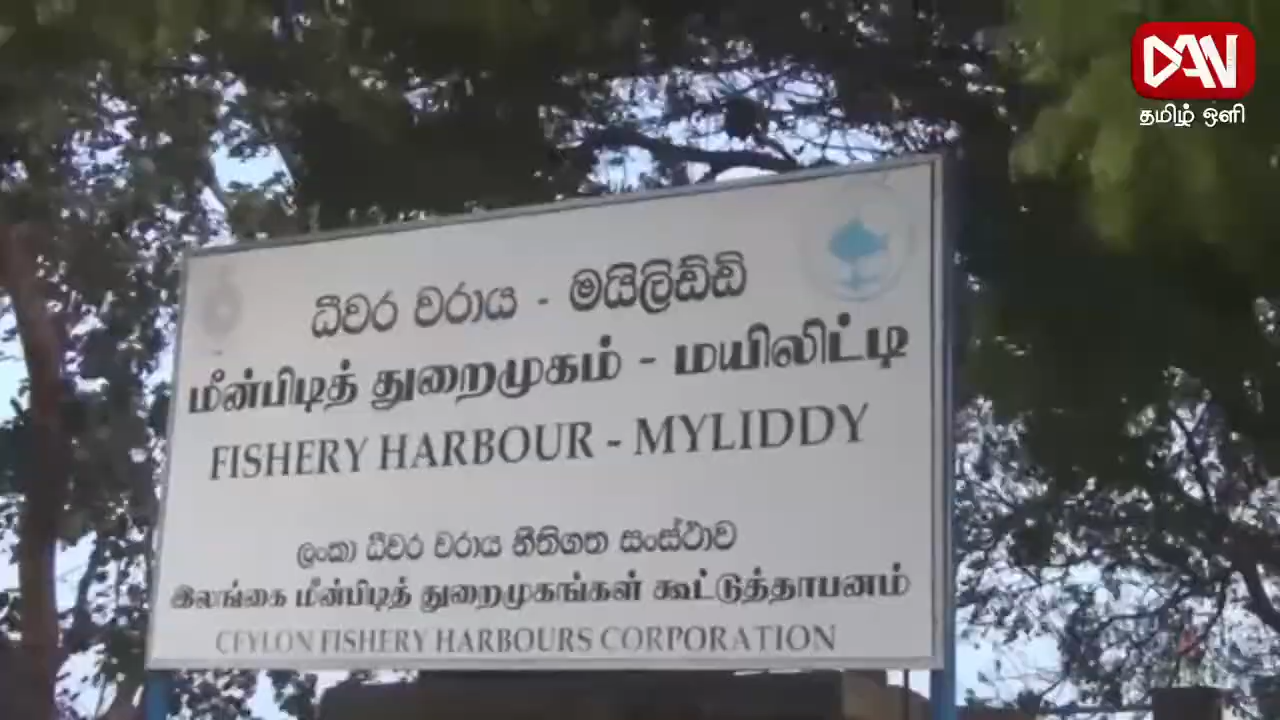 DAN
தமிழ் ஒளி
ධීවර වරාය - මයිලිඩ්ඩි
மீன்பிடித் துறைமுகம் - மயிலிட்டி
FISHERY HARBOUR - MYLIDDY
ලංකා ධීවර වරාය නීතිගත සංස්ථාව
இலங்கை மீன்பிடித் துறைமுகங்கள் கூட்டுத்தாபனம்
CEYLON FISHERY HARBOURS CORPORATION